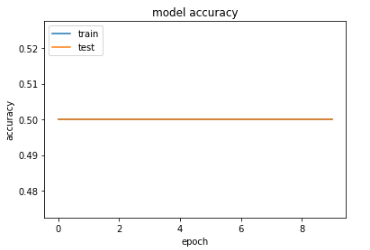 model accuracy
train
test
0.52
0.51
0.50
0.49
0.48
accuracy
0 2 4 6 8
epoch